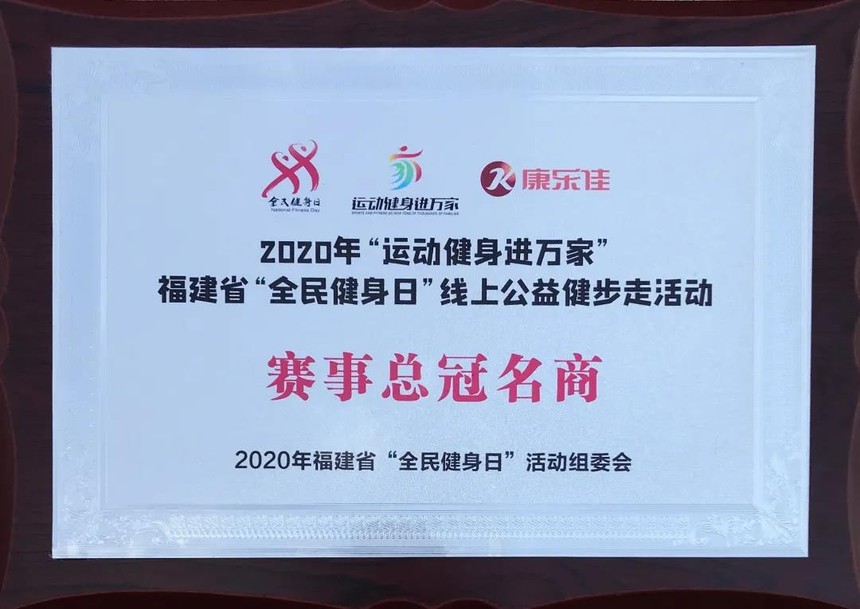 全民健身日
National Fitness Day
运动健身进万家
康乐佳
2020年“运动健身进万家”
福建省“全民健身日”线上公益健步走活动
赛事总冠名商
2020年福建省“全民健身日”活动组委会